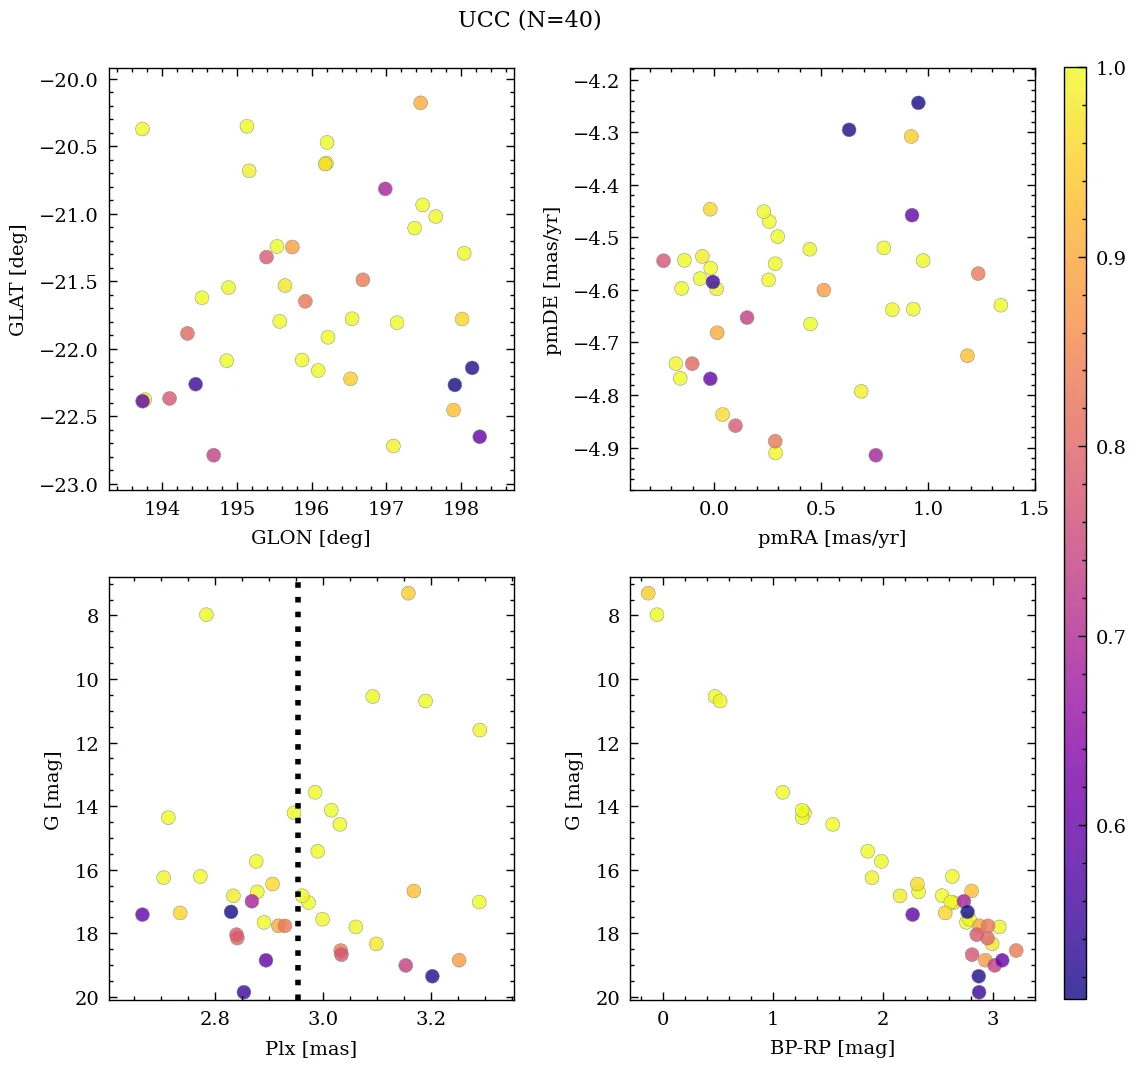 UCC (N=40)
−20.0
−20.5
−21.0
−21.5
−22.0
−22.5
−23.0
GLAT [deg]
194 195 196 197 198
GLON [deg]
−4.2
−4.3
−4.4
−4.5
−4.6
−4.7
−4.8
−4.9
pmDE [mas/yr]
0.0 0.5 1.0 1.5
pmRA [mas/yr]
8
10
12
14
16
18
20
G [mag]
2.8 3.0 3.2
Plx [mas]
8
10
12
14
16
18
20
G [mag]
0 1 2 3
BP-RP [mag]
1.0
0.9
0.8
0.7
0.6